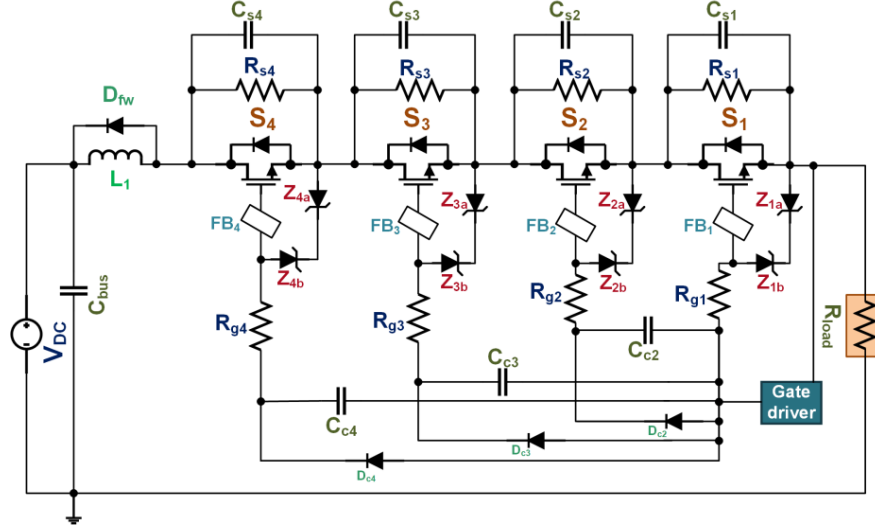 Cs4
Cs3
Cs2
Cs1
Rs4
Rs3
Rs2
Rs1
Dfw
S4
S3
S2
S1
L1
Z4a
Z3a
Z2a
Z1a
FB4
FB3
FB2
FB1
Z4b
Z3b
Z2b
Z1b
Cbus
VDC
Rg4
Rg3
Rg2
Rg1
Rload
Cc2
Cc3
Cc4
Gate
driver
Dc2
Dc3
Dc4